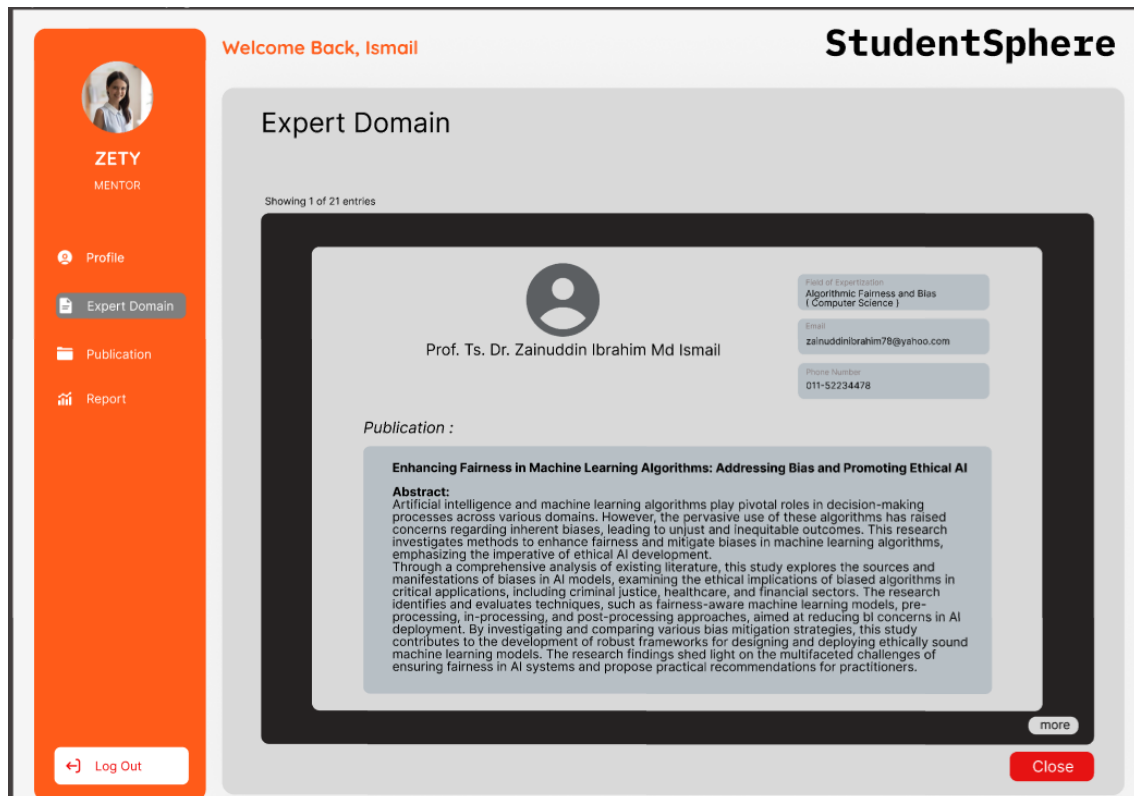 Welcome Back, Ismail
StudentSphere
ZETY
MENTOR
Profile
Expert Domain
Publication
Report
Log Out
Expert Domain
Showing 1 of 21 entries
Prof. Ts. Dr. Zainuddin Ibrahim Md Ismail
Field of Expertization
Algorithmic Fairness and Bias
( Computer Science )
Email
zainuddinibrahim78@yahoo.com
Phone Number
011-52234478
Publication :
Enhancing Fairness in Machine Learning Algorithms: Addressing Bias and Promoting Ethical AI
Abstract:
Artificial intelligence and machine learning algorithms play pivotal roles in decision-making
processes across various domains. However, the pervasive use of these algorithms has raised
concerns regarding inherent biases, leading to unjust and inequitable outcomes. This research
investigates methods to enhance fairness and mitigate biases in machine learning algorithms,
emphasizing the imperative of ethical AI development.
Through a comprehensive analysis of existing literature, this study explores the sources and
manifestations of biases in AI models, examining the ethical implications of biased algorithms in
critical applications, including criminal justice, healthcare, and financial sectors. The research
identifies and evaluates techniques, such as fairness-aware machine learning models, pre-
processing, in-processing, and post-processing approaches, aimed at reducing bl concerns in AI
deployment. By investigating and comparing various bias mitigation strategies, this study
contributes to the development of robust frameworks for designing and deploying ethically sound
machine learning models. The research findings shed light on the multifaceted challenges of
ensuring fairness in AI systems and propose practical recommendations for practitioners.
more
Close